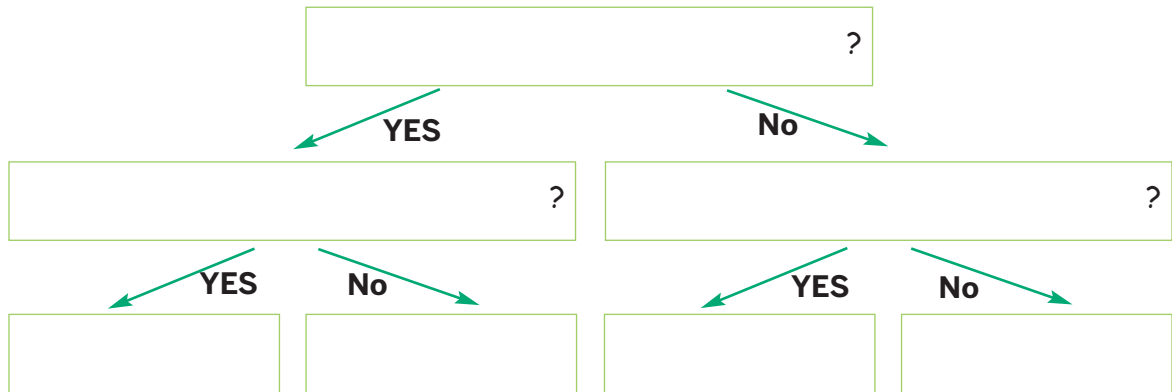 ?
YES No
? ?
YES No YES No